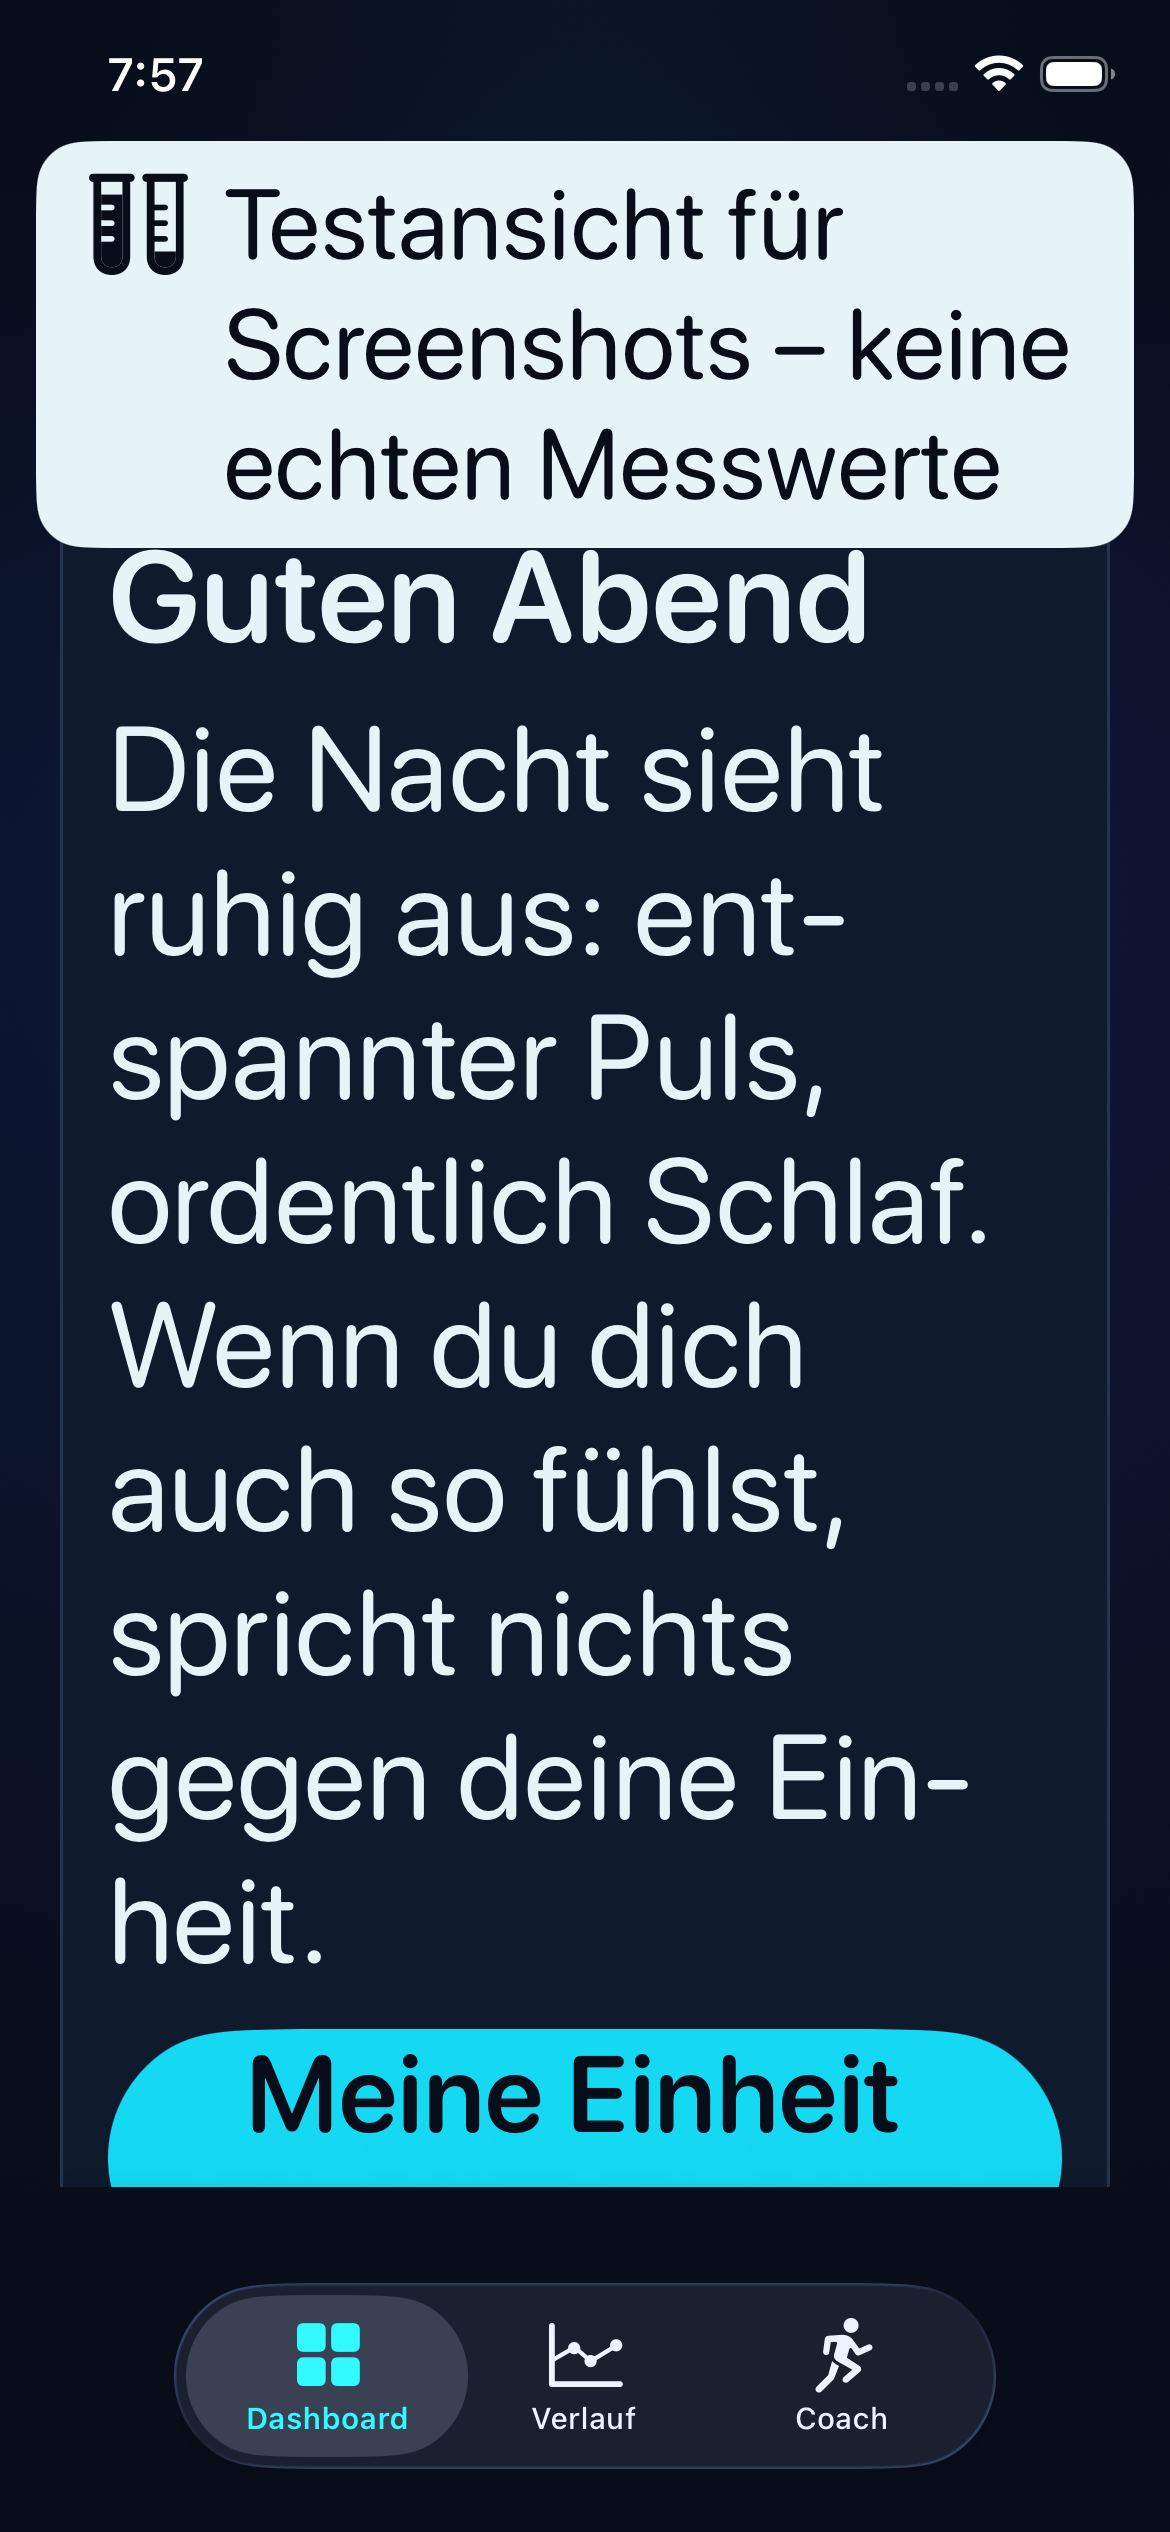 7:57
Testansicht für
Screenshots – keine
echten Messwerte
Guten Abend
Die Nacht sieht
ruhig aus: ent-
spannter Puls,
ordentlich Schlaf.
Wenn du dich
auch so fühlst,
spricht nichts
gegen deine Ein-
heit.
Meine Einheit
Dashboard
Verlauf
Coach